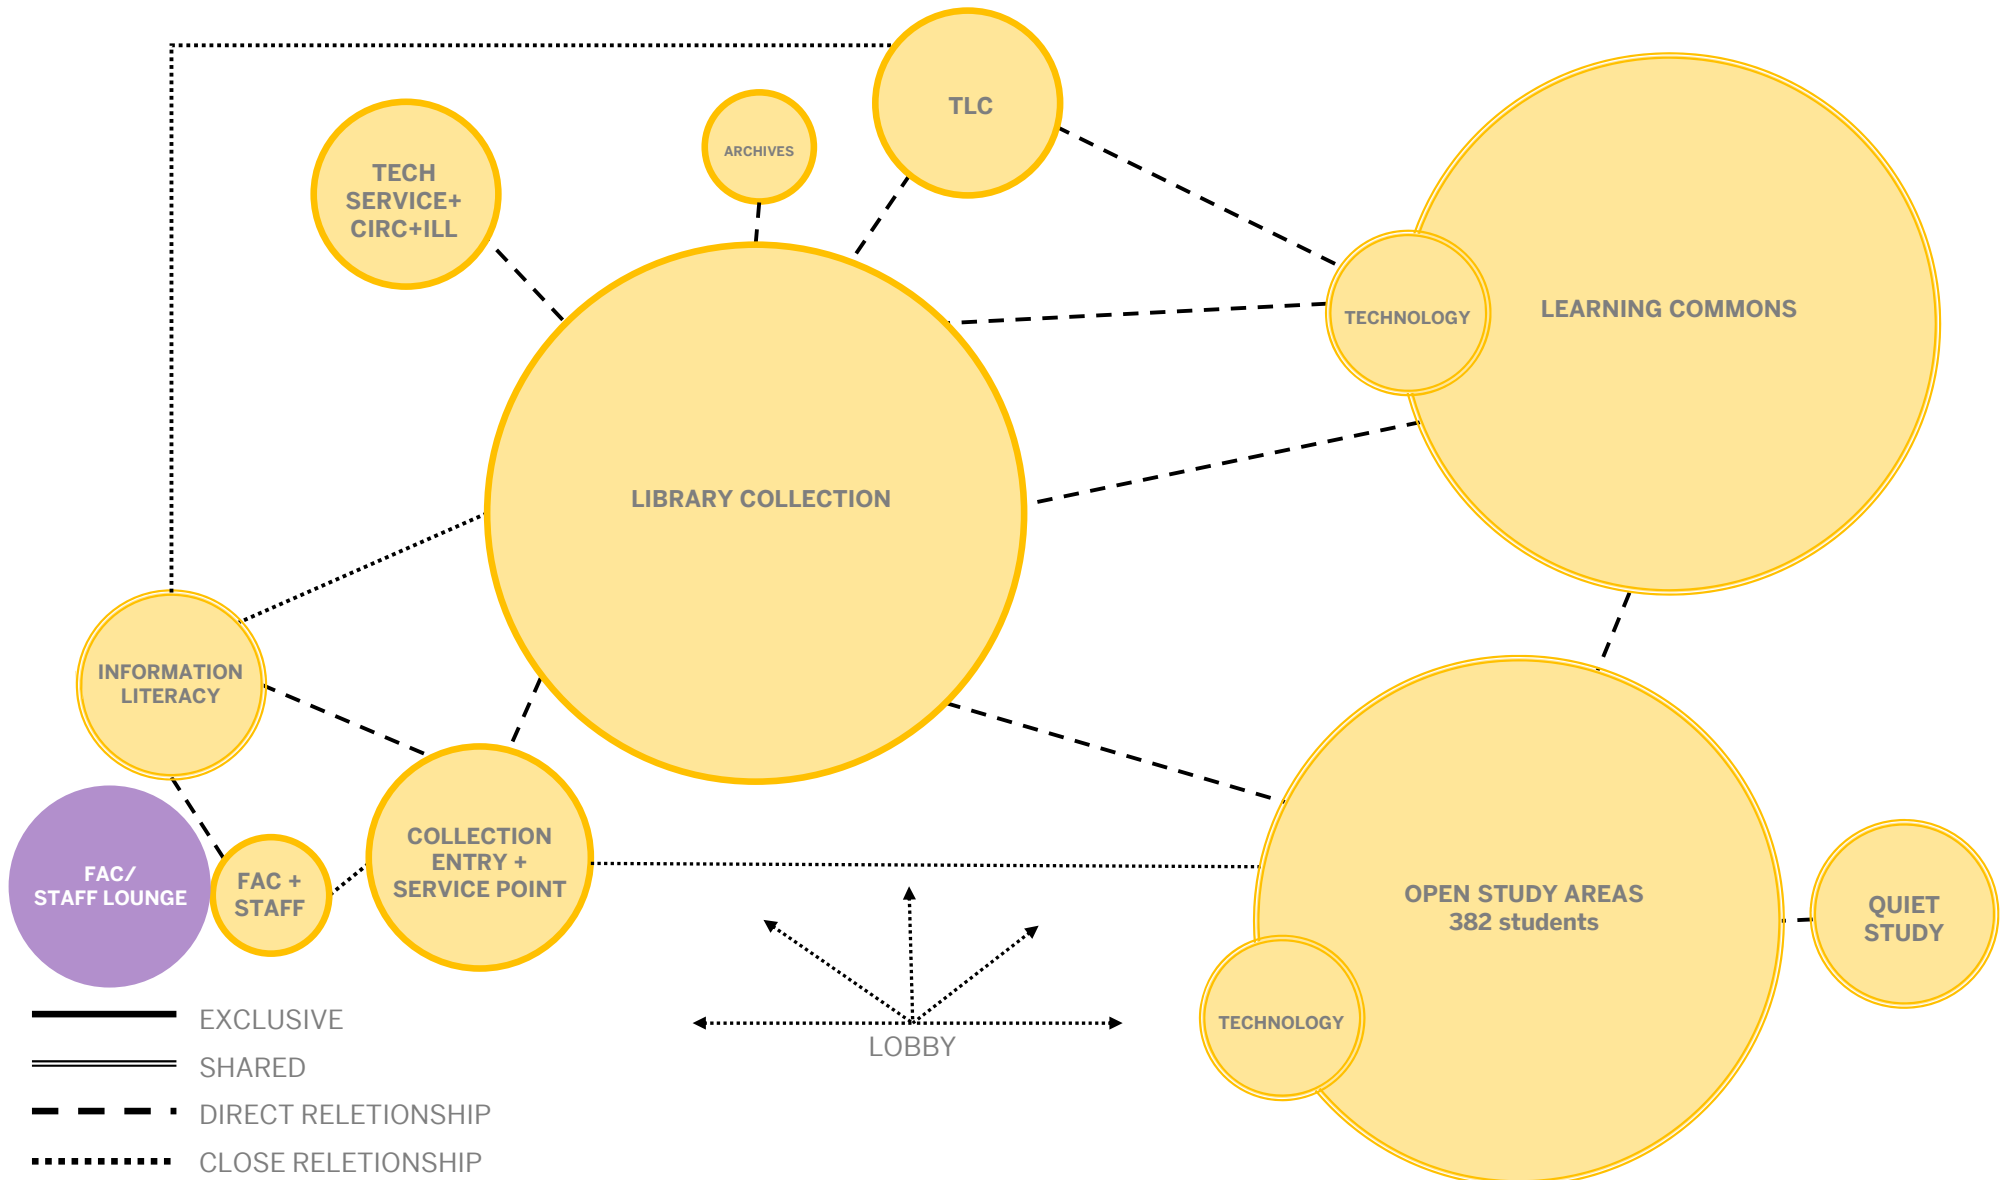 TLC
ARCHIVES
TECH
SERVICE+
CIRC+ILL
TECHNOLOGY
LEARNING COMMONS
LIBRARY COLLECTION
INFORMATION
LITERACY
FAC/
STAFF LOUNGE
FAC +
STAFF
COLLECTION
ENTRY +
SERVICE POINT
OPEN STUDY AREAS
382 students
QUIET
STUDY
TECHNOLOGY
LOBBY
EXCLUSIVE
SHARED
DIRECT RELETIONSHIP
CLOSE RELETIONSHIP